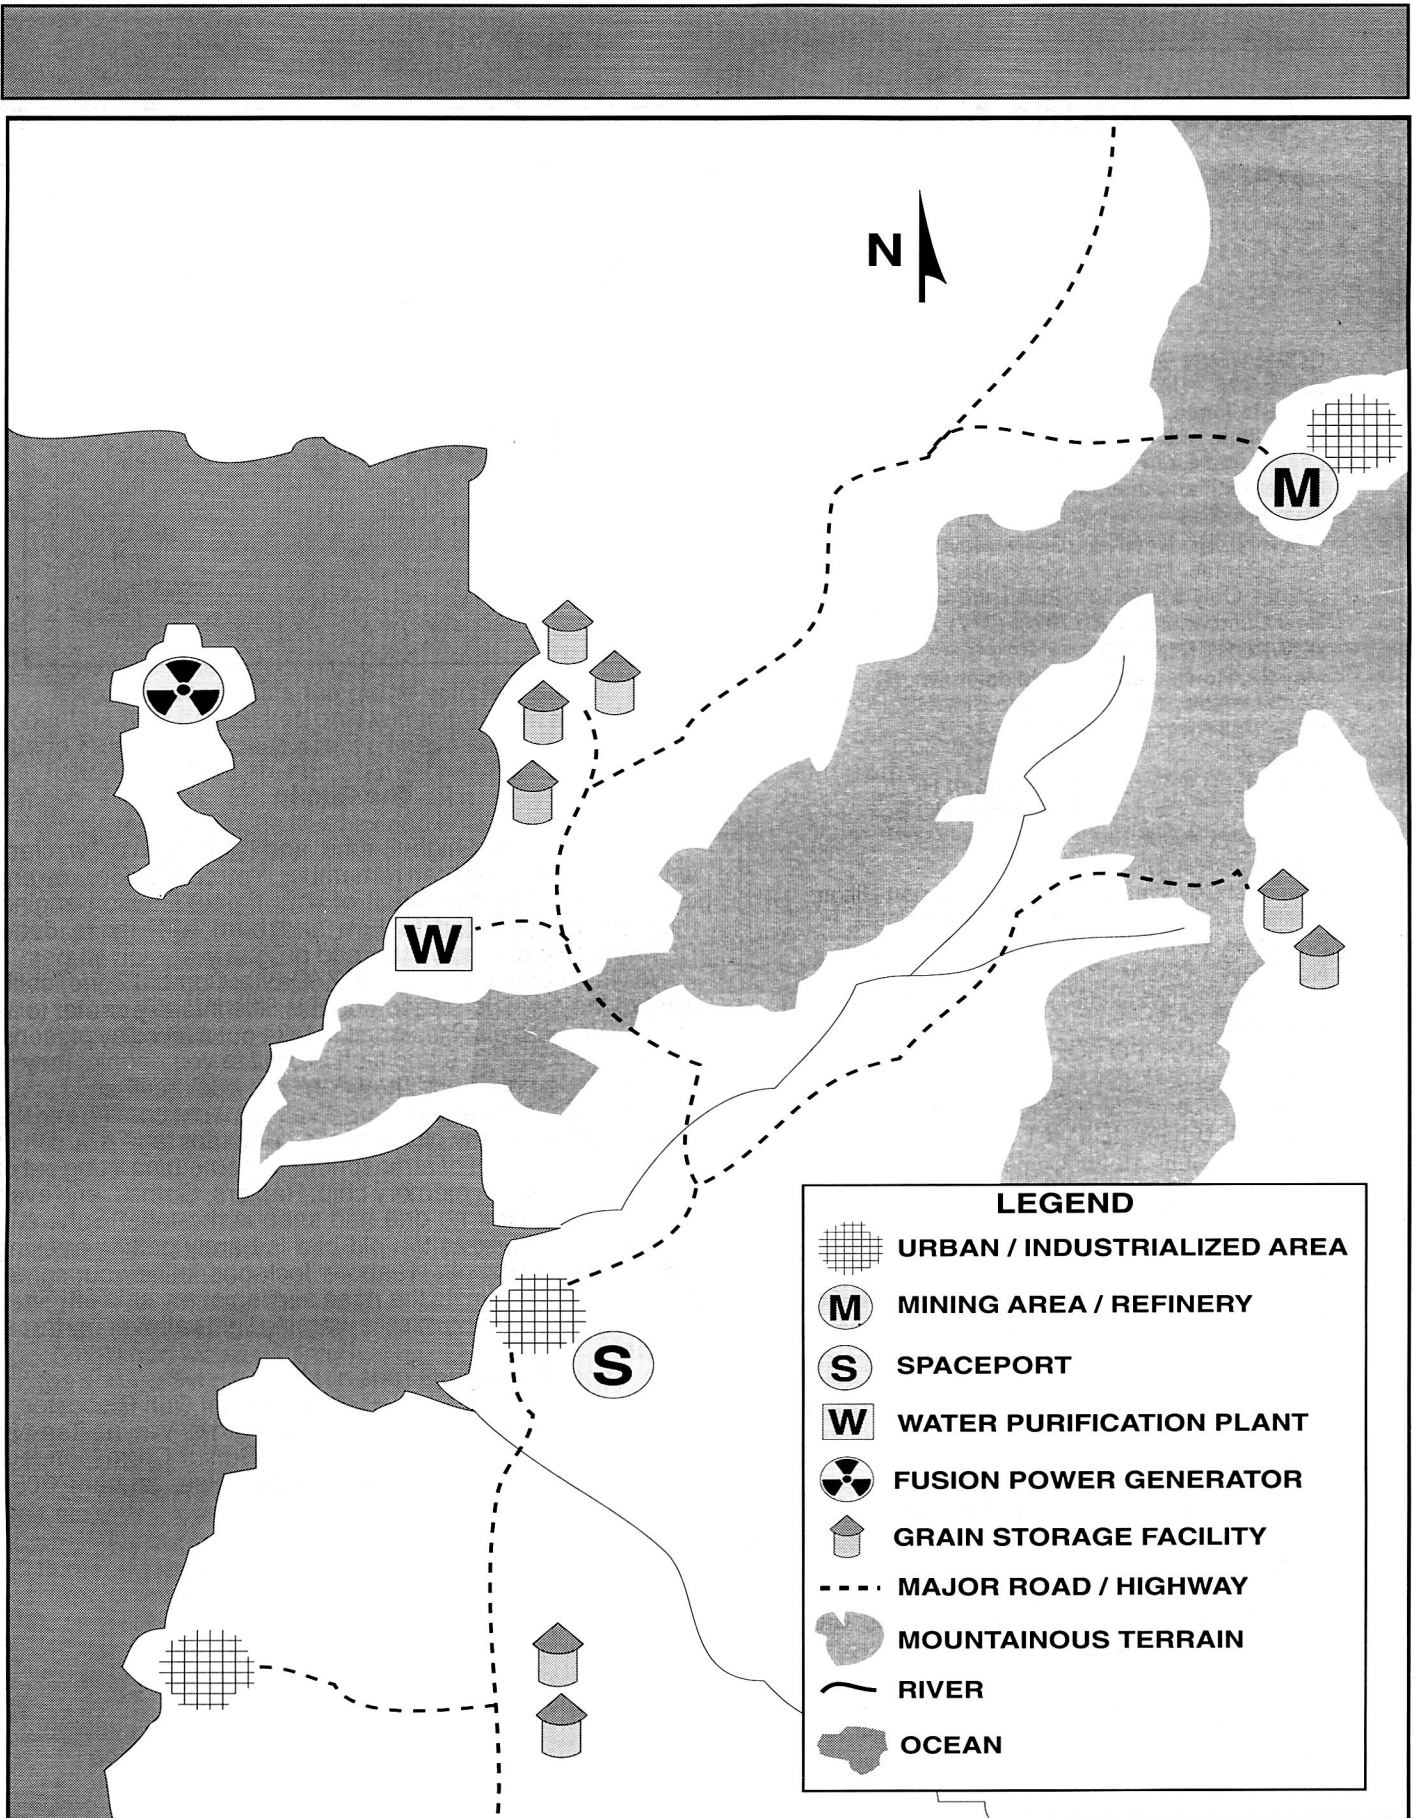 N
M
W
S
LEGEND
URBAN / INDUSTRIALIZED AREA
M MINING AREA / REFINERY
S SPACEPORT
W WATER PURIFICATION PLANT
FUSION POWER GENERATOR
GRAIN STORAGE FACILITY
MAJOR ROAD / HIGHWAY
MOUNTAINOUS TERRAIN
RIVER
OCEAN